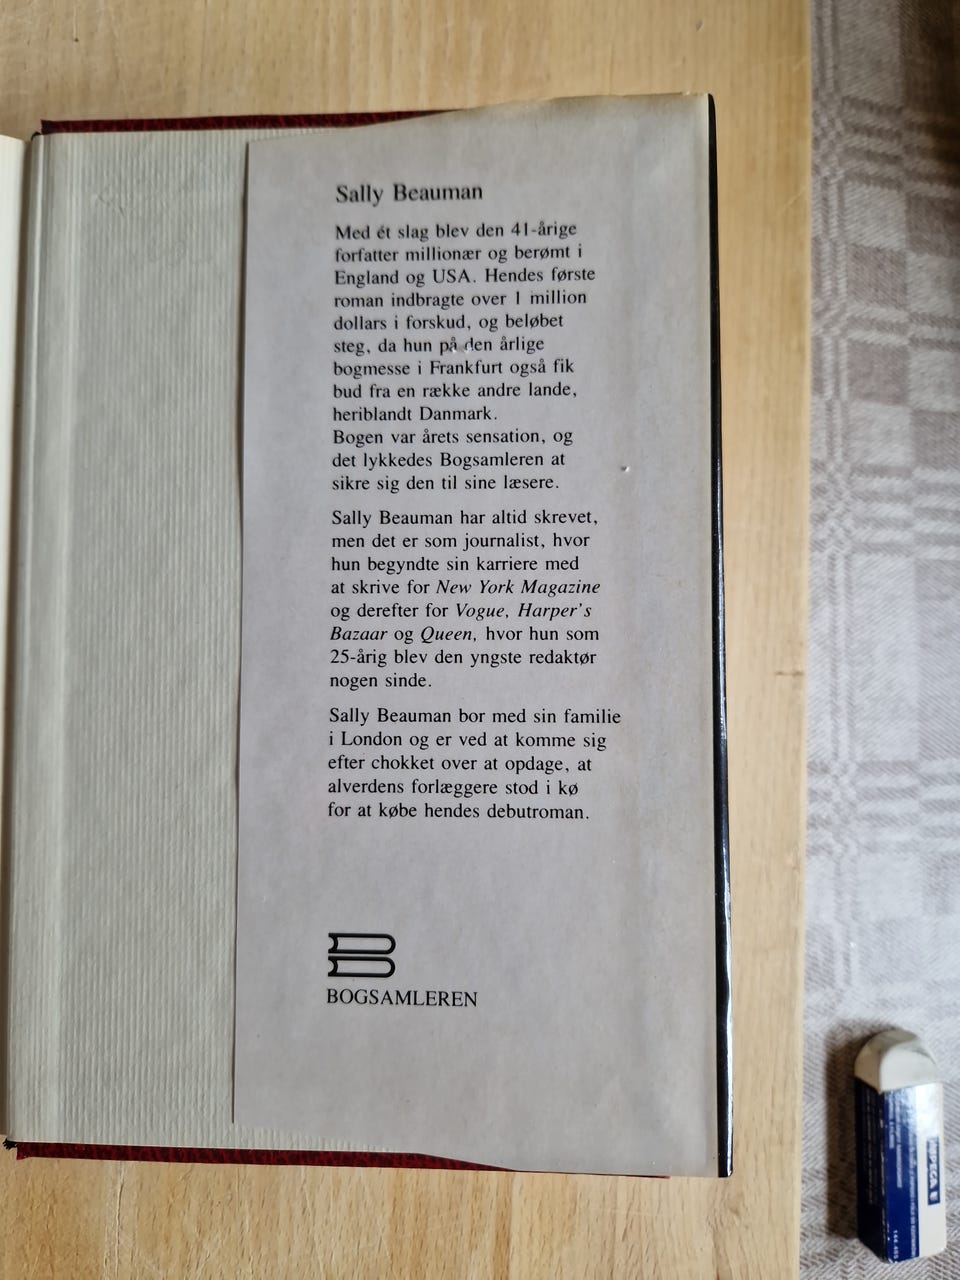 Sally Beauman
Med ét slag blev den 41-årige
forfatter millionær og berømt i
England og USA. Hendes første
roman indbragte over 1 million
dollars i forskud, og beløbet
steg, da hun på den årlige
bogmesse i Frankfurt også fik
bud fra en række andre lande,
heriblandt Danmark.
Bogen var årets sensation, og
det lykkedes Bogsamleren at
sikre sig den til sine læsere.
Sally Beauman har altid skrevet,
men det er som journalist, hvor
hun begyndte sin karriere med
at skrive for New York Magazine
og derefter for Vogue, Harper's
Bazaar og Queen, hvor hun som
25-årig blev den yngste redaktør
nogen sinde.
Sally Beauman bor med sin familie
i London og er ved at komme sig
efter chokket over at opdage, at
alverdens forlæggere stod i kø
for at købe hendes debutroman.
BOGSAMLEREN